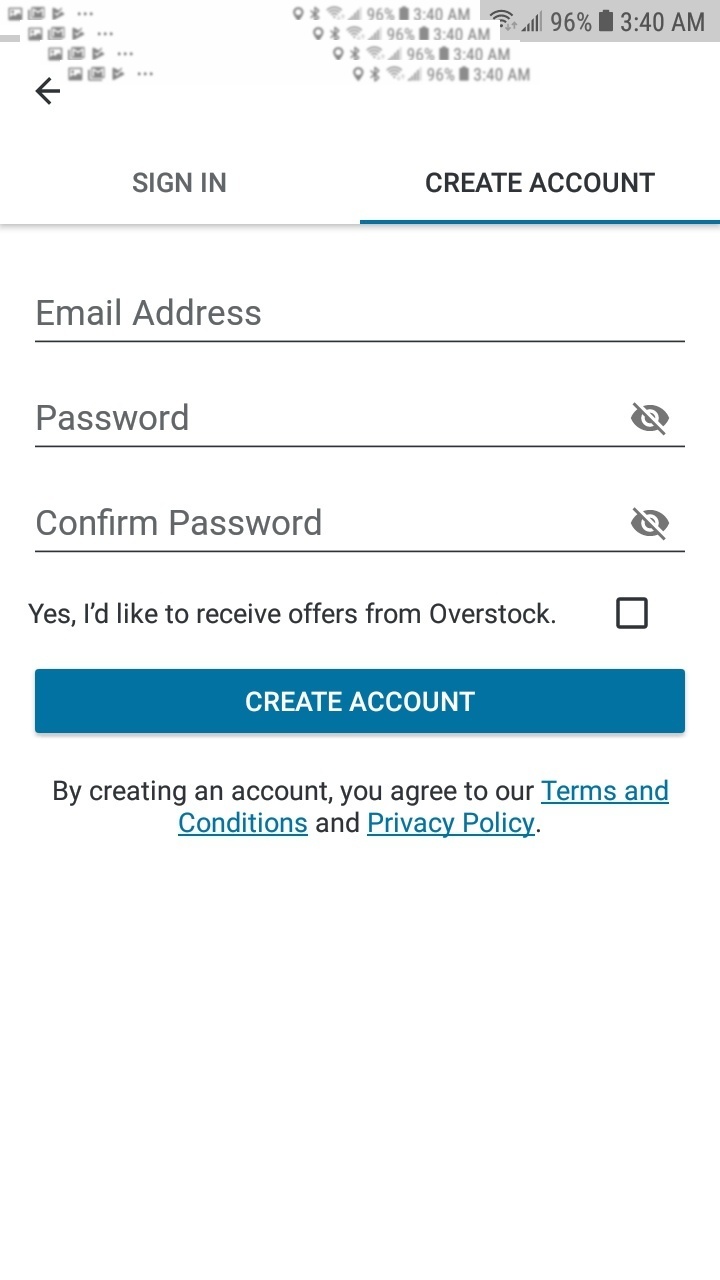 96% 3:40 AM 96% 3:40 AM
96% 3:40 AM
96% 3:40 AM
96% 3:40 AM
SIGN IN CREATE ACCOUNT
Email Address
Password
Confirm Password
Yes, I’d like to receive offers from Overstock.
CREATE ACCOUNT
By creating an account, you agree to our Terms and
Conditions and Privacy Policy.